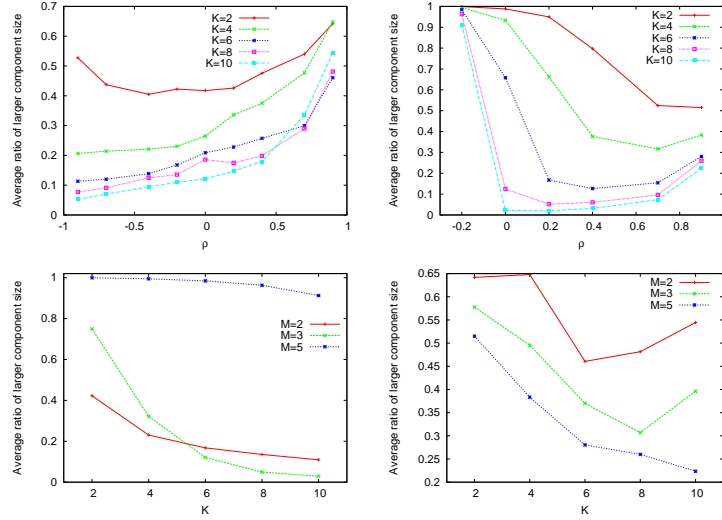 Average ratio of larger component size
0.7
0.6
0.5
0.4
0.3
0.2
0.1
0
K=2
K=4
K=6
K=8
K=10
-1 -0.5 0 0.5 1
ρ
Average ratio of larger component size
1
0.9
0.8
0.7
0.6
0.5
0.4
0.3
0.2
0.1
0
K=2
K=4
K=6
K=8
K=10
-0.2 0 0.2 0.4 0.6 0.8
ρ
Average ratio of larger component size
1
0.8
0.6
0.4
0.2
0
M=2
M=3
M=5
2 4 6 8 10
K
Average ratio of larger component size
0.65
0.6
0.55
0.5
0.45
0.4
0.35
0.3
0.25
0.2
M=2
M=3
M=5
2 4 6 8 10
K